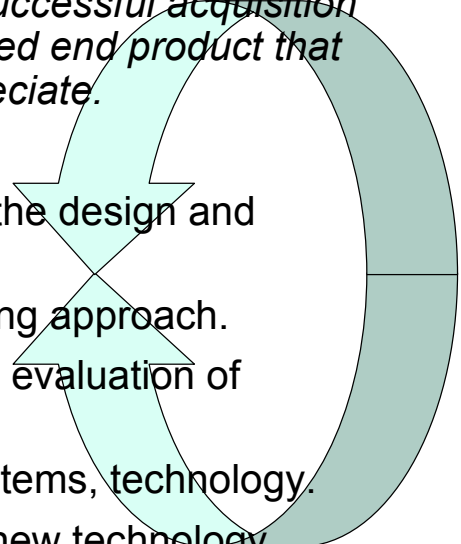 successful acquisition
ed end product that
eciate.
the design and
ng approach.
evaluation of
tems, technology.
new technology